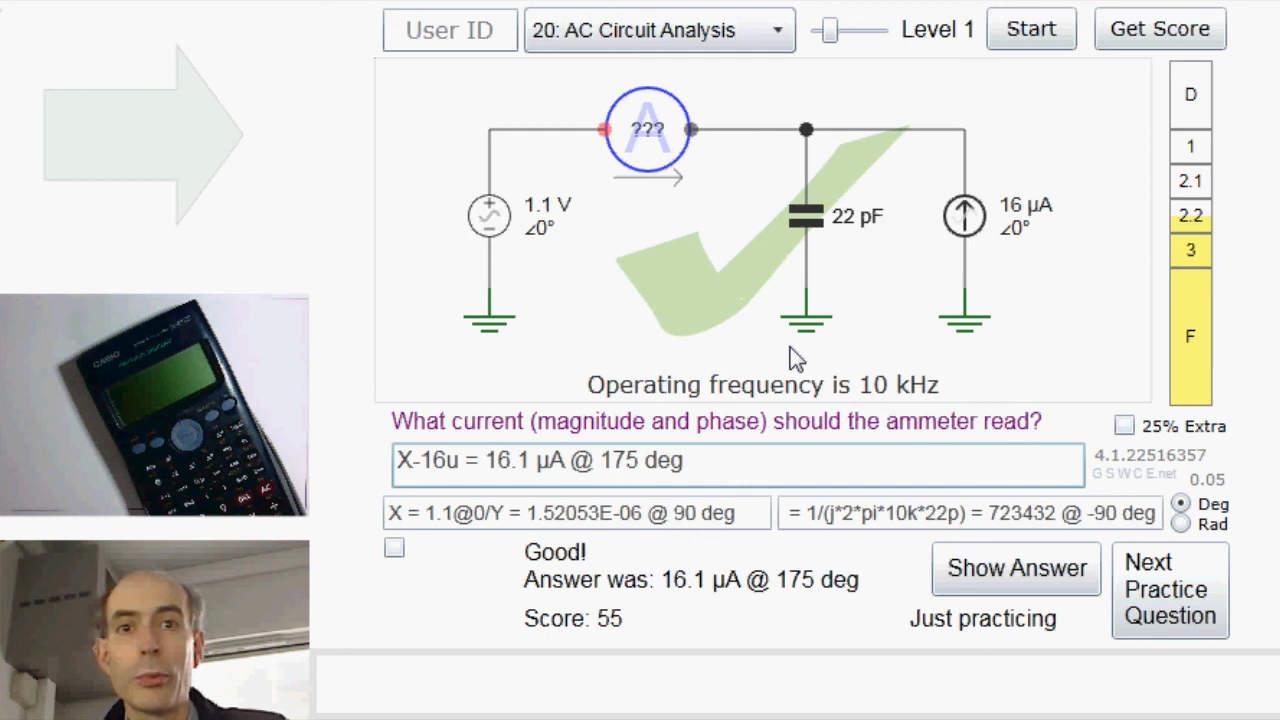 User ID
20: AC Circuit Analysis
Level 1
Start
Get Score
A
???
1.1 V
∠0°
22 pF
16 µA
∠0°
Operating frequency is 10 kHz
D
1
2.1
2.2
3
F
What current (magnitude and phase) should the ammeter read?
25% Extra
X-16u = 16.1 µA @ 175 deg
4.1.22516357
GSWCE.net
0.05
X = 1.1@0/Y = 1.52053E-06 @ 90 deg
= 1/(j*2*pi*10k*22p) = 723432 @ -90 deg
Deg
Rad
Good!
Answer was: 16.1 µA @ 175 deg
Score: 55
Show Answer
Just practicing
Next
Practice
Question
CASIO
AC